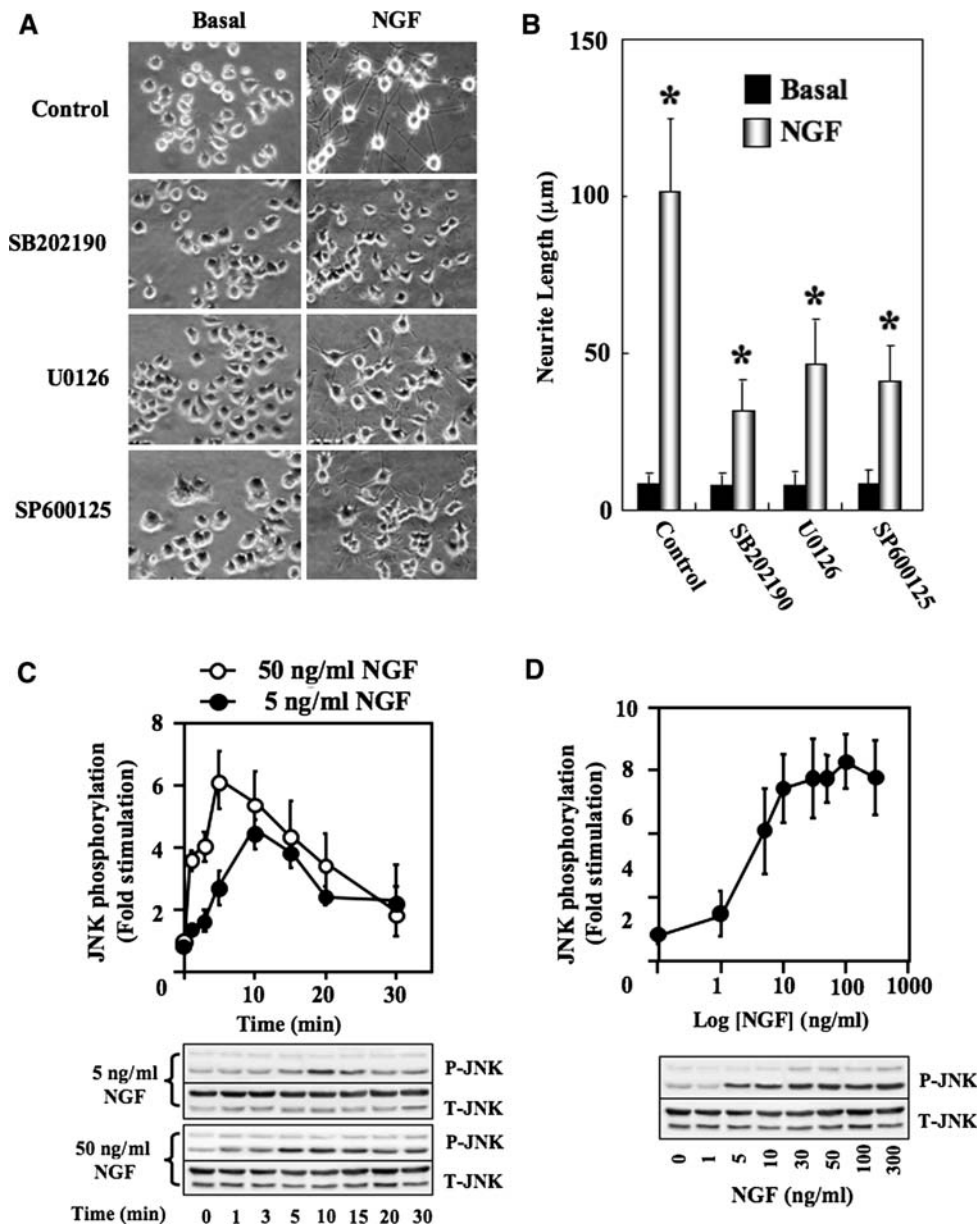 A
Basal NGF
Control
SB202190
U0126
SP600125
B
150
100
50
0
Neurite Length (µm)
Basal
NGF
*
*
*
*
Control
SB202190
U0126
SP600125
C
50 ng/ml NGF
5 ng/ml NGF
JNK phosphorylation
(Fold stimulation)
8
6
4
2
0
10 20 30
Time (min)
5 ng/ml
NGF
P-JNK
T-JNK
50 ng/ml
NGF
P-JNK
T-JNK
Time (min) 0 1 3 5 10 15 20 30
D
JNK phosphorylation
(Fold stimulation)
10
8
6
4
2
0
1 10 100 1000
Log [NGF] (ng/ml)
P-JNK
T-JNK
0 1 5 10 30 50 100 300
NGF (ng/ml)